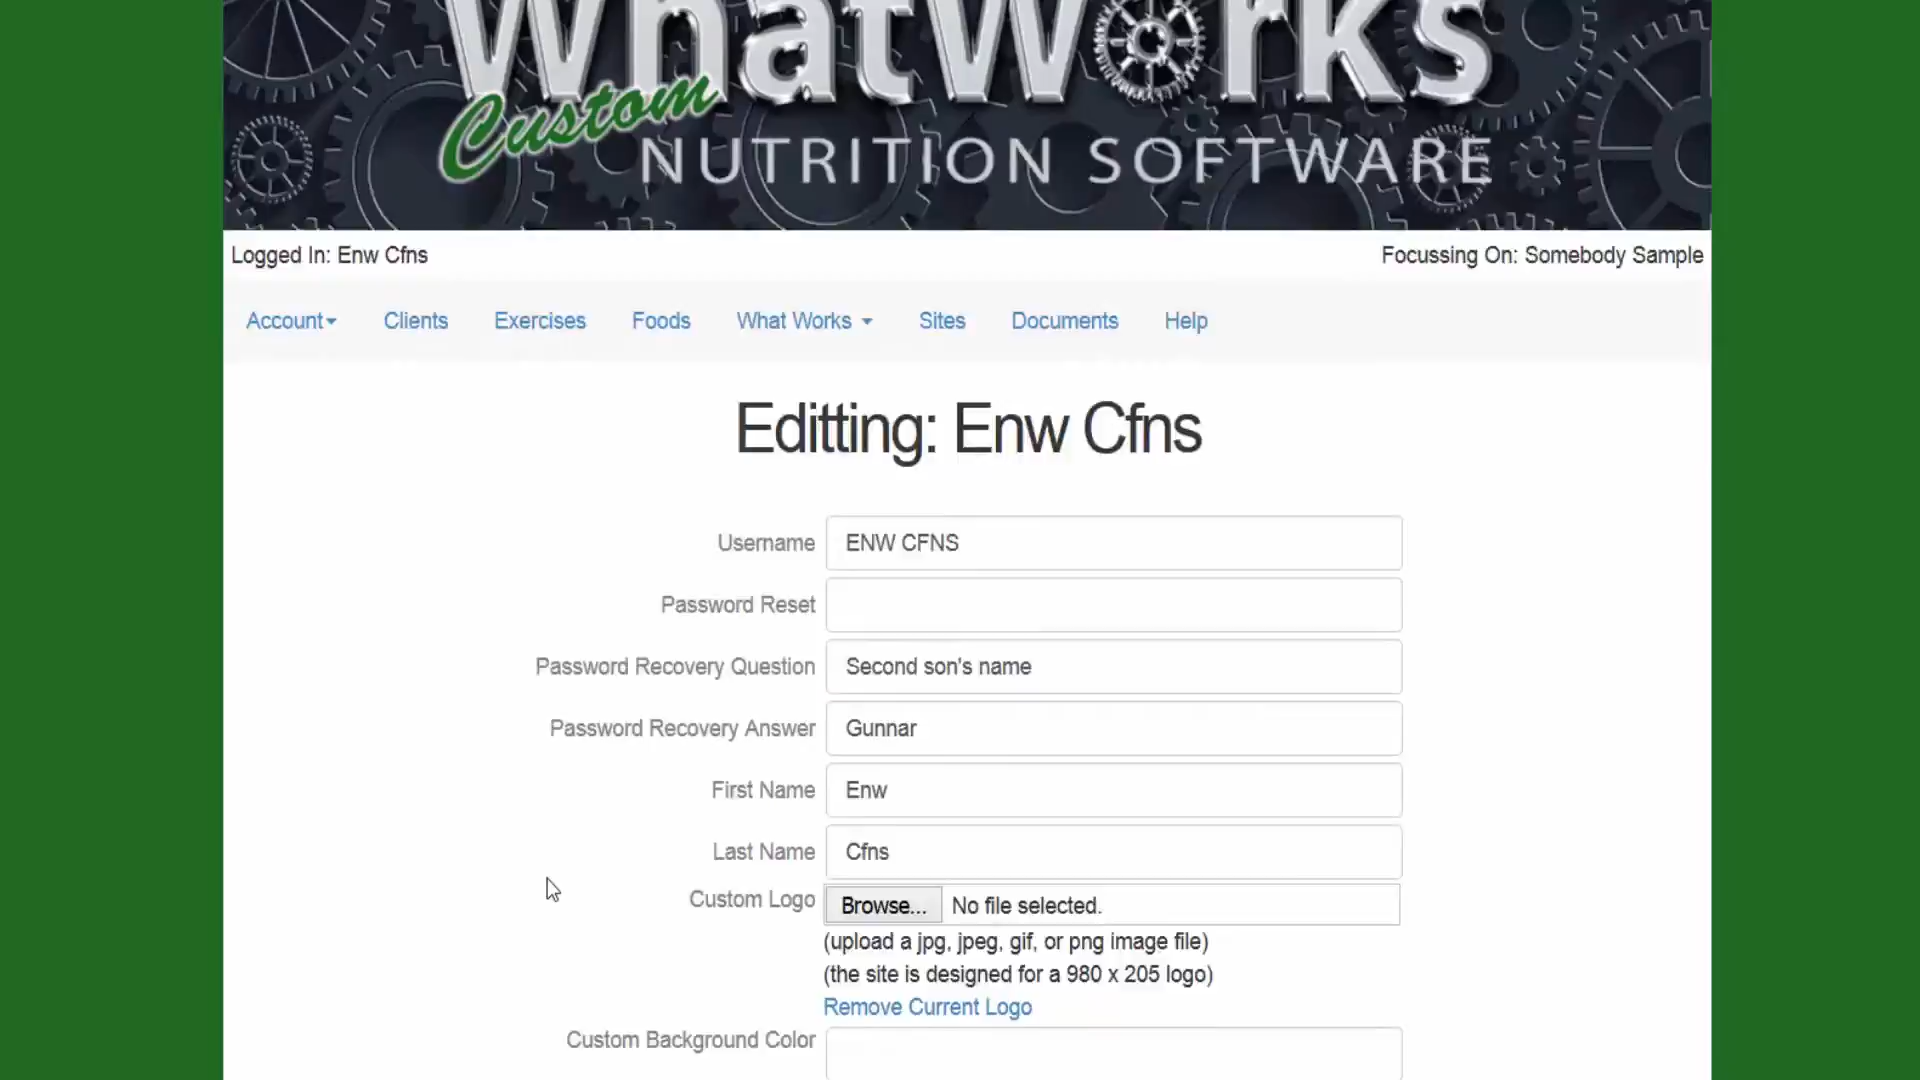 WhatWorks
Custom
NUTRITION SOFTWARE
Logged In: Enw Cfns
Focussing On: Somebody Sample
Account
Clients
Exercises
Foods
What Works
Sites
Documents
Help
Editting: Enw Cfns
Username
ENW CFNS
Password Reset
Password Recovery Question
Second son's name
Password Recovery Answer
Gunnar
First Name
Enw
Last Name
Cfns
Custom Logo
Browse... No file selected.
(upload a jpg, jpeg, gif, or png image file)
(the site is designed for a 980 x 205 logo)
Remove Current Logo
Custom Background Color